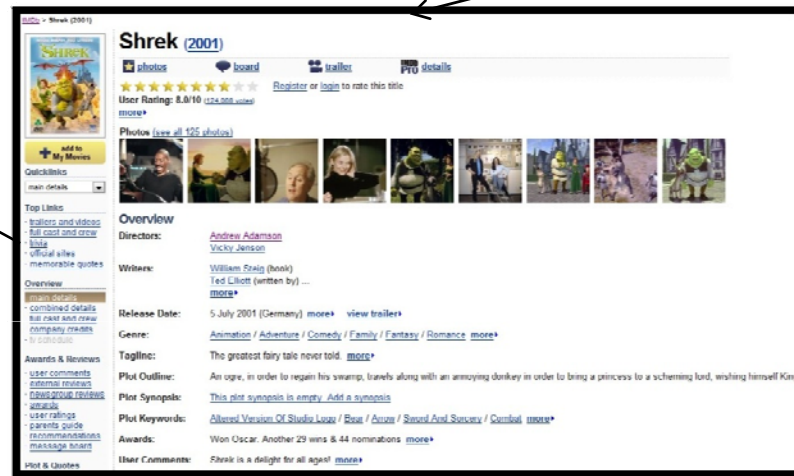 IMDb > Shrek (2001)
SHREK
add to
My Movies
Quicklinks
main details
Top Links
- trailers and videos
- full cast and crew
- trivia
- official sites
- memorable quotes
Overview
main details
- combined details
- full cast and crew
- company credits
- tv schedule
Awards & Reviews
- user comments
- external reviews
- newsgroup reviews
- awards
- user ratings
- parents guide
- recommendations
- message board
Plot & Quotes
Shrek (2001)
photos board trailer IMDb Pro details
Register or login to rate this title
User Rating: 8.0/10 (124,088 votes)
more
Photos (see all 125 photos)
Overview
Directors: Andrew Adamson
Vicky Jenson
Writers: William Steig (book)
Ted Elliott (written by) ...
more
Release Date: 5 July 2001 (Germany) more view trailer
Genre: Animation / Adventure / Comedy / Family / Fantasy / Romance more
Tagline: The greatest fairy tale never told. more
Plot Outline: An ogre, in order to regain his swamp, travels along with an annoying donkey in order to bring a princess to a scheming lord, wishing himself King
Plot Synopsis: This plot synopsis is empty. Add a synopsis
Plot Keywords: Altered Version Of Studio Logo / Bear / Arrow / Sword And Sorcery / Combat more
Awards: Won Oscar. Another 29 wins & 44 nominations more
User Comments: Shrek is a delight for all ages! more